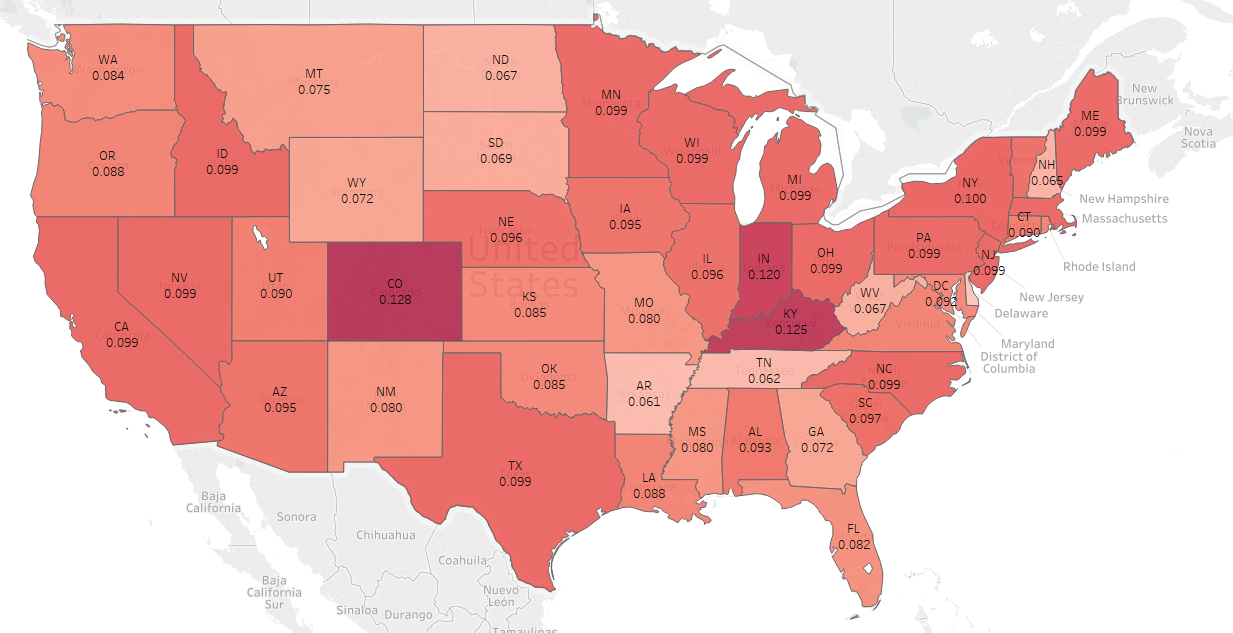 WA
0.084
MT
0.075
ND
0.067
MN
0.099
ME
0.099
New
Brunswick
Nova
Scotia
OR
0.088
ID
0.099
SD
0.069
WI
0.099
MI
0.099
NY
0.100
NH
0.065
New Hampshire
Massachusetts
WY
0.072
NE
0.096
IA
0.095
CT
0.090
PA
0.099
NJ
0.099
Rhode Island
United
States
NV
0.099
UT
0.090
CO
0.128
KS
0.085
MO
0.080
IL
0.096
IN
0.120
OH
0.099
WV
0.067
DC
0.092
New Jersey
Delaware
Maryland
District of
Columbia
Virginia
CA
0.099
KY
0.125
AZ
0.095
NM
0.080
OK
0.085
AR
0.061
TN
0.062
NC
0.099
SC
0.097
TX
0.099
LA
0.088
MS
0.080
AL
0.093
GA
0.072
FL
0.082
Baja
California
Sonora
Chihuahua
Coahuila
Baja
California
Sur
Sinaloa
Durango
Nuevo
León
Tamaulipas